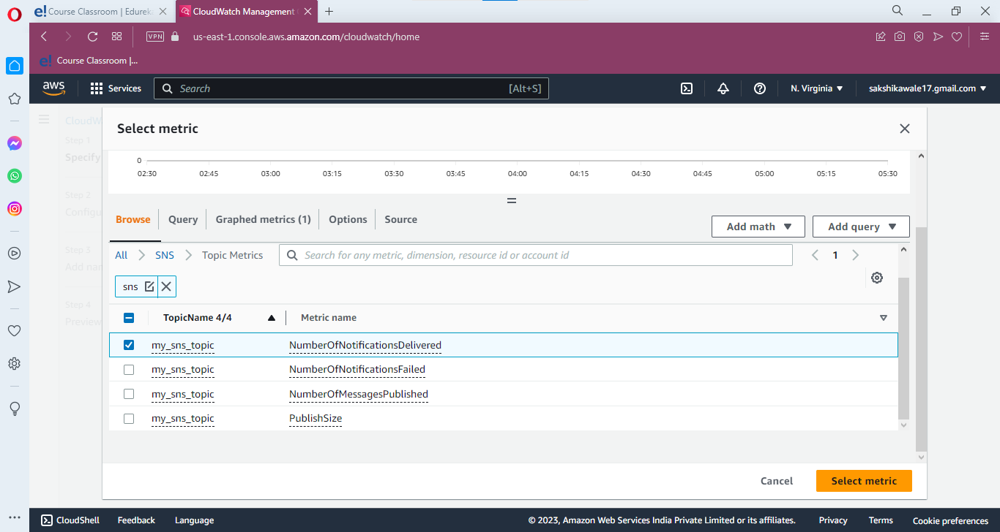 e! Course Classroom | Edurek
CloudWatch Management
VPN us-east-1.console.aws.amazon.com/cloudwatch/home
e! Course Classroom |...
aws Services Search [Alt+S] N. Virginia sakshikawale17.gmail.com
CloudW
Step 1
Specify
Step 2
Configu
Step 3
Add nar
Step 4
Preview
Select metric
0
02:30 02:45 03:00 03:15 03:30 03:45 04:00 04:15 04:30 04:45 05:00 05:15 05:30
Browse Query Graphed metrics (1) Options Source Add math Add query
All SNS Topic Metrics Search for any metric, dimension, resource id or account id 1
sns
TopicName 4/4 Metric name
my_sns_topic NumberOfNotificationsDelivered
my_sns_topic NumberOfNotificationsFailed
my_sns_topic NumberOfMessagesPublished
my_sns_topic PublishSize
Cancel Select metric
CloudShell Feedback Language © 2023, Amazon Web Services India Private Limited or its affiliates. Privacy Terms Cookie preferences